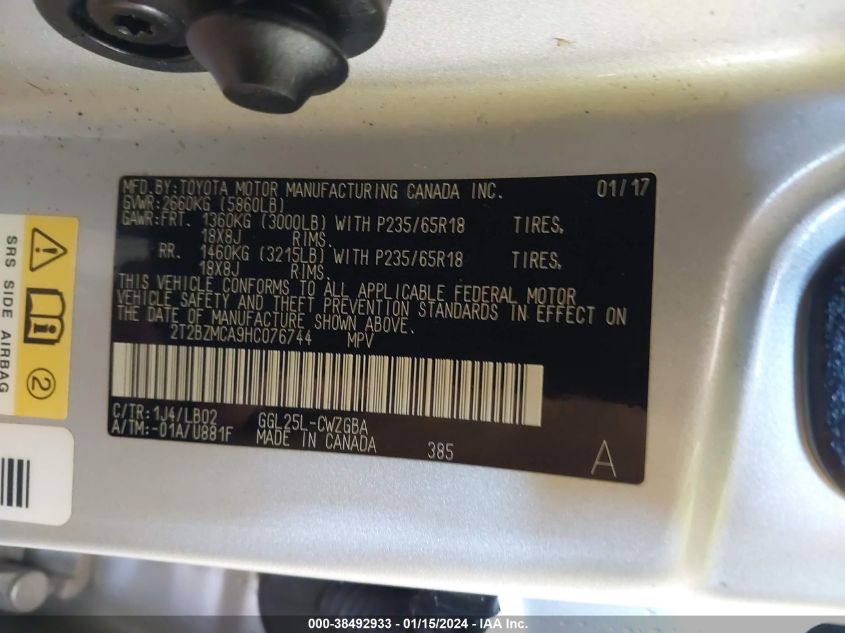 MFD.BY:TOYOTA MOTOR MANUFACTURING CANADA INC. 01/17
GVWR:2660KG (5860LB)
GAWR:FRT. 1360KG (3000LB) WITH P235/65R18 TIRES,
18X8J RIMS.
RR. 1460KG (3215LB) WITH P235/65R18 TIRES,
18X8J RIMS.
THIS VEHICLE CONFORMS TO ALL APPLICABLE FEDERAL MOTOR
VEHICLE SAFETY AND THEFT PREVENTION STANDARDS IN EFFECT ON
THE DATE OF MANUFACTURE SHOWN ABOVE.
2T2BZMCA9HC076744 MPV
C/TR:1J4/LB02 GGL25L-CWZGBA
A/TM:-01A/U881F MADE IN CANADA 385 A
SRS SIDE AIRBAG
2
000-38492933 - 01/15/2024 - IAA Inc.